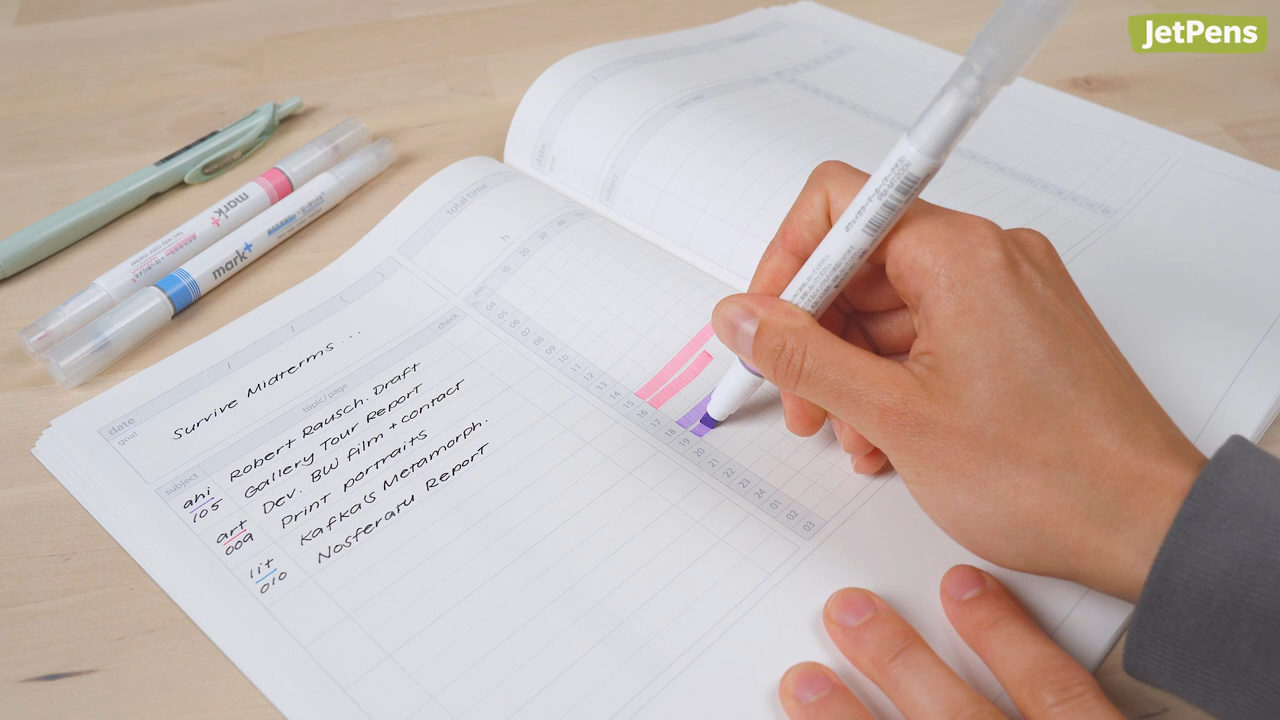 JetPens
mark+
mark+
total time
date / / ( )
goal
Survive Midterms...
subject
topic/page
check
h
10 20 30 40
ahi
105
Robert Rausch. Draft
Gallery Tour Report
art
009
Dev. BW film + contact
Print portraits
lit
010
Kafka's Metamorph.
Nosferatu Report
04 05 06 07 08 09 10 11 12 13 14 15 16 17 18 19 20 21 22 23 24 01 02 03
date